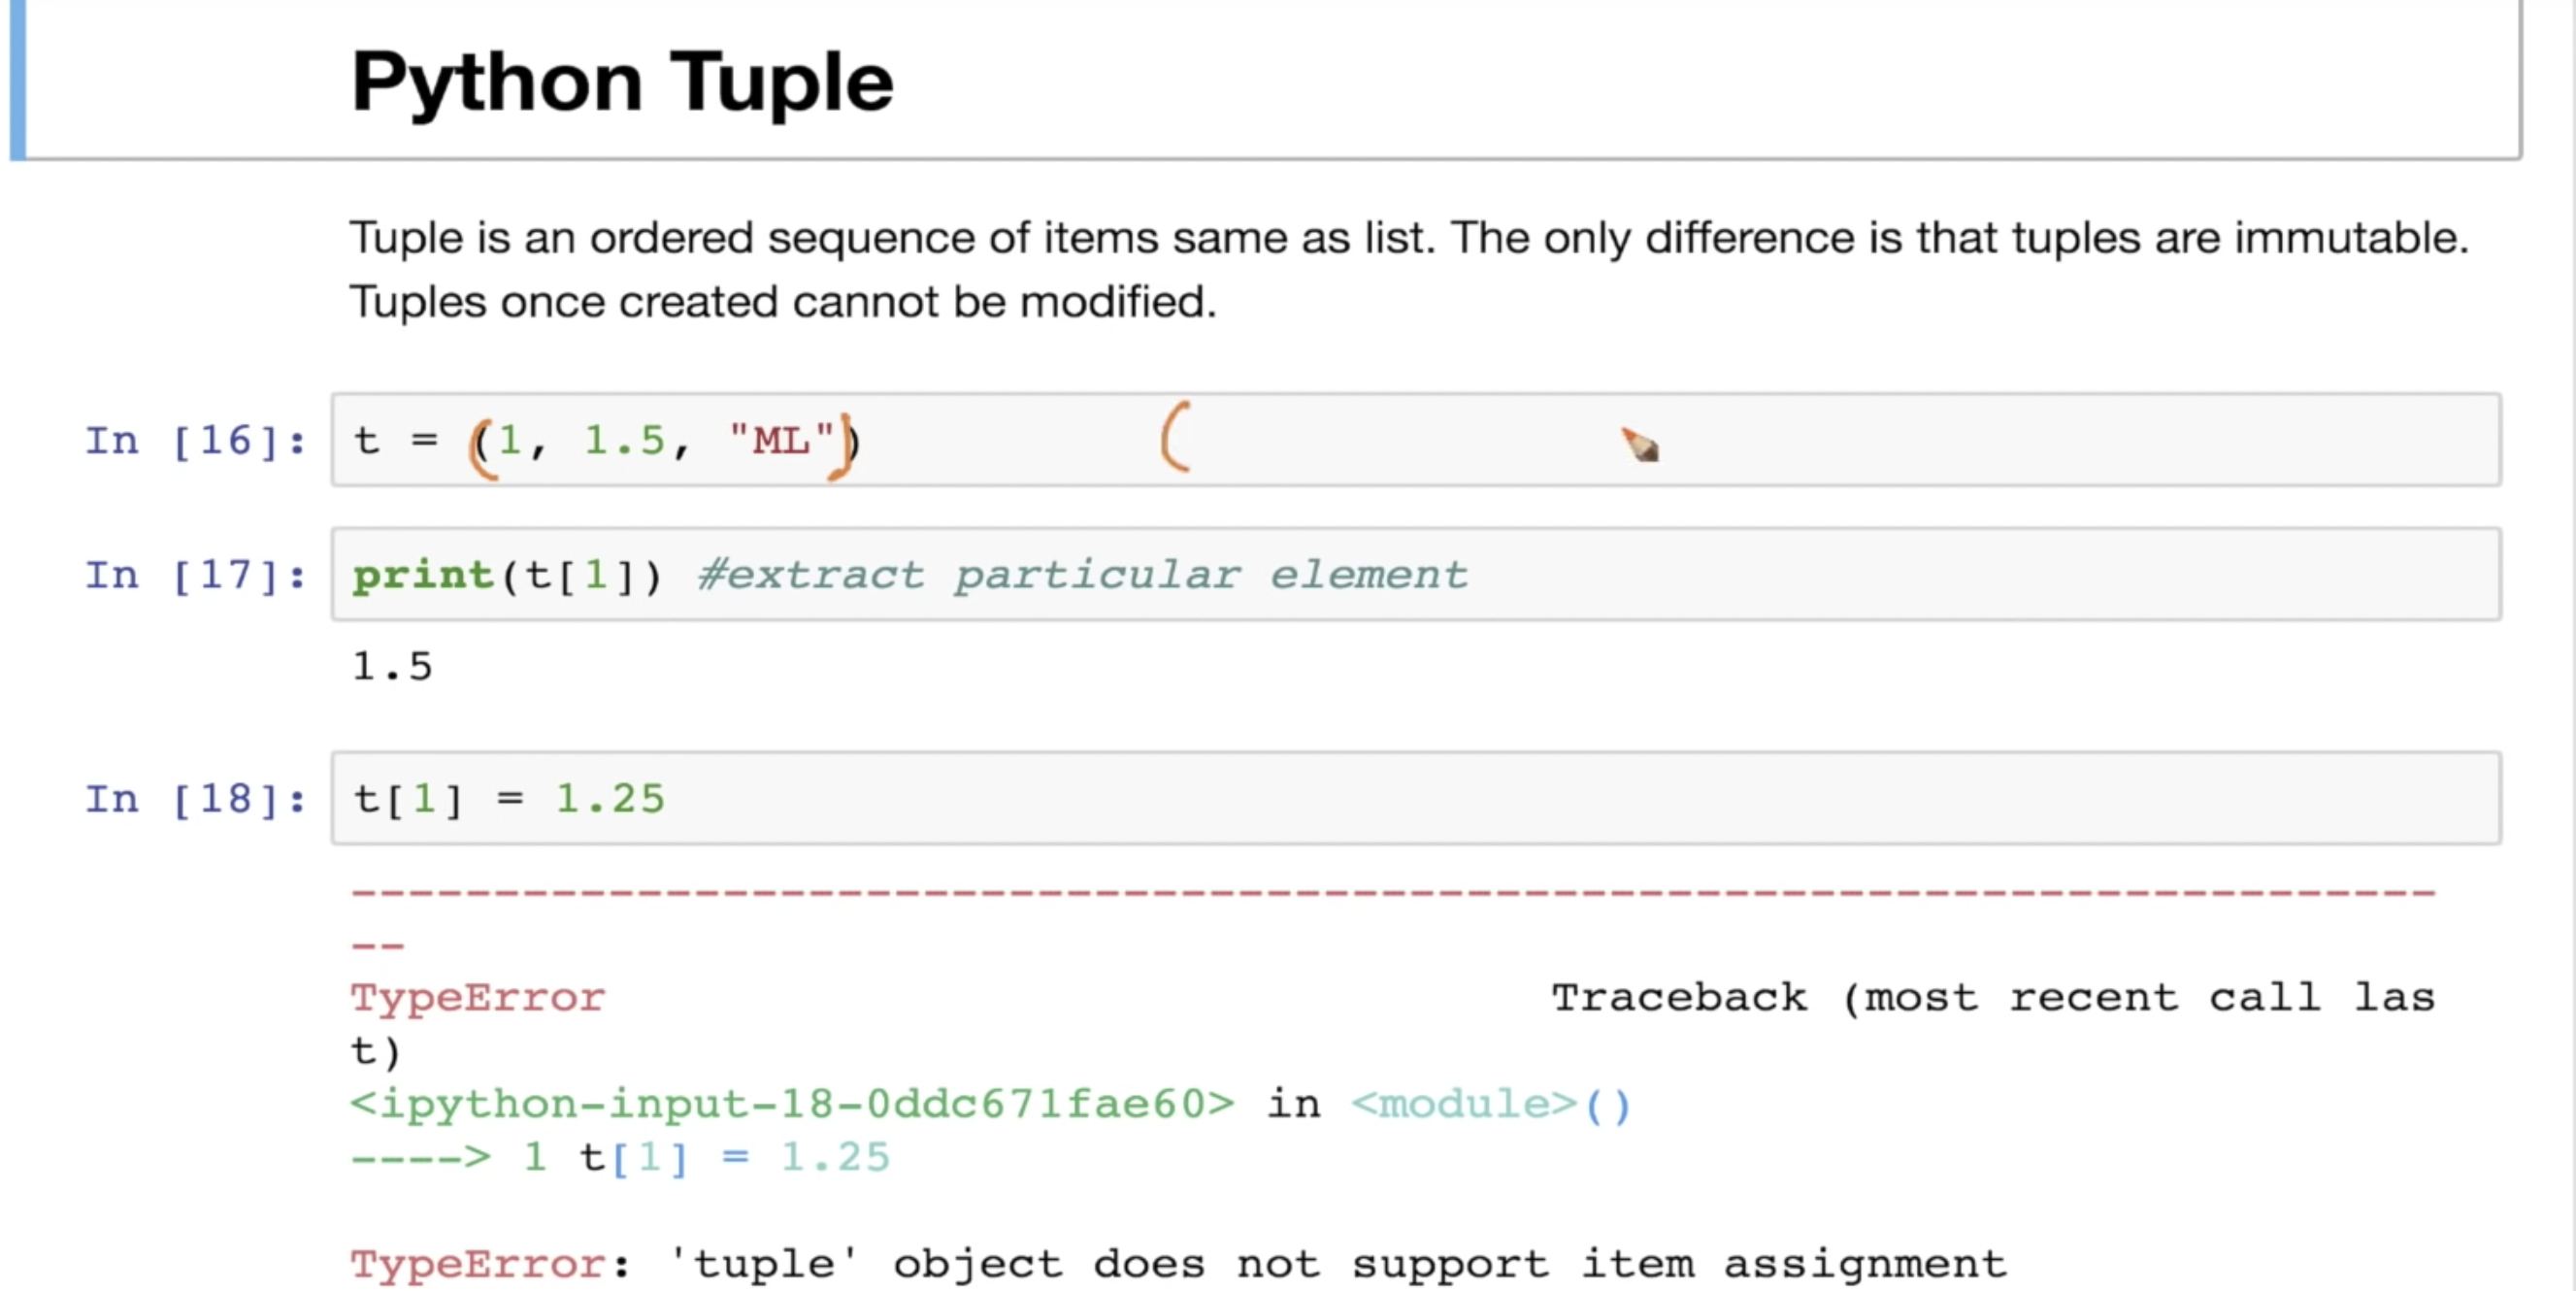 Python Tuple
Tuple is an ordered sequence of items same as list. The only difference is that tuples are immutable.
Tuples once created cannot be modified.
In [16]: t = (1, 1.5, "ML") (
In [17]: print(t[1]) #extract particular element
1.5
In [18]: t[1] = 1.25
-------------------------------------------------------------------------
--
TypeError                                 Traceback (most recent call las
t)
<ipython-input-18-0ddc671fae60> in <module>()
----> 1 t[1] = 1.25
TypeError: 'tuple' object does not support item assignment